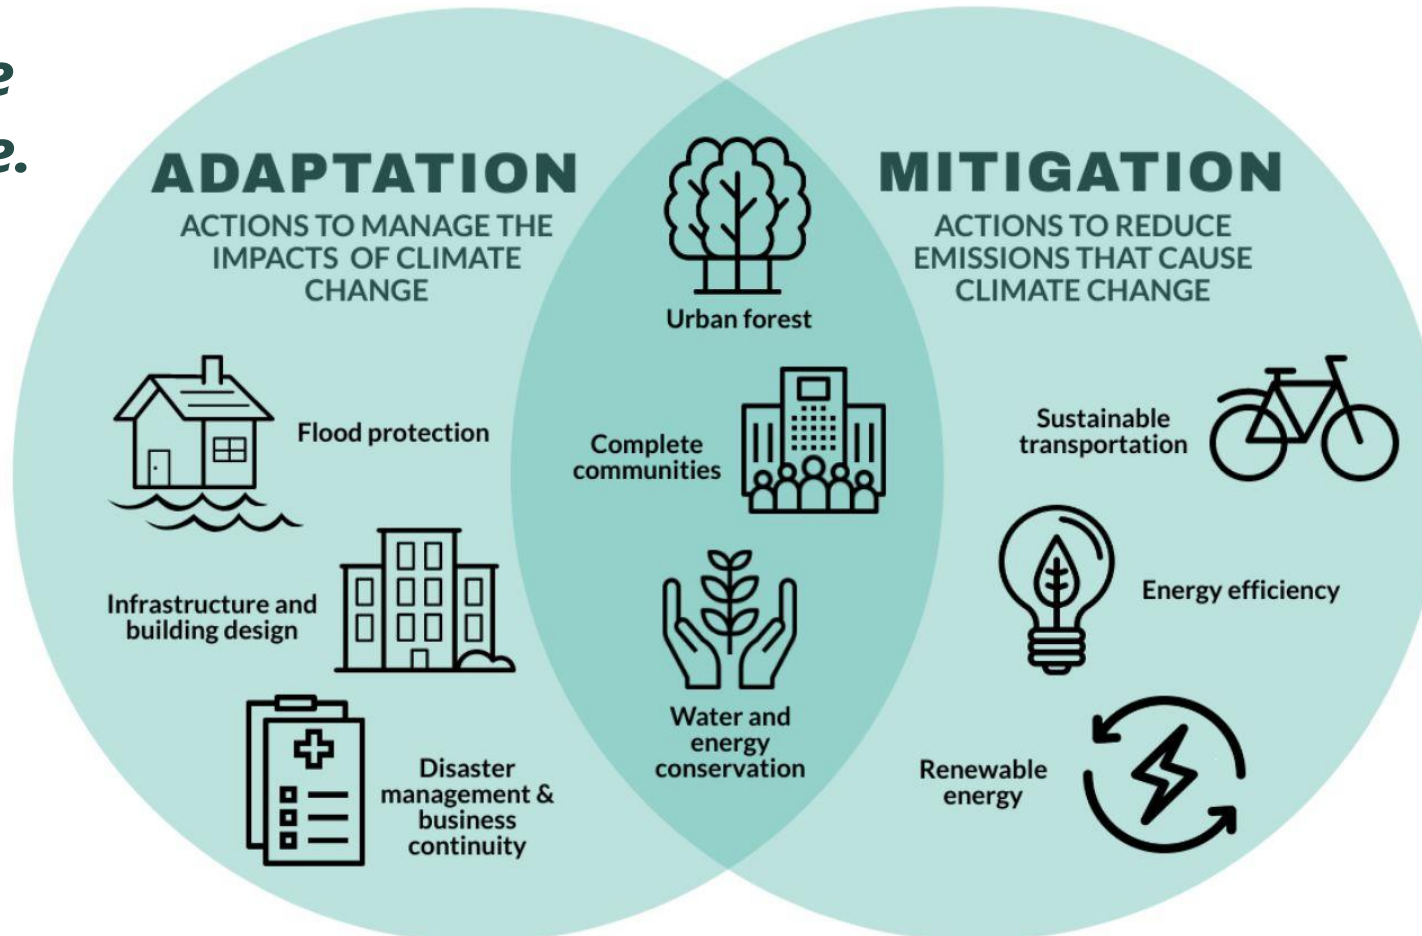 e
e.
ADAPTATION
ACTIONS TO MANAGE THE
IMPACTS OF CLIMATE
CHANGE
Flood protection
Infrastructure and
building design
Disaster
management &
business
continuity
Urban forest
Complete
communities
Water and
energy
conservation
MITIGATION
ACTIONS TO REDUCE
EMISSIONS THAT CAUSE
CLIMATE CHANGE
Sustainable
transportation
Energy efficiency
Renewable
energy